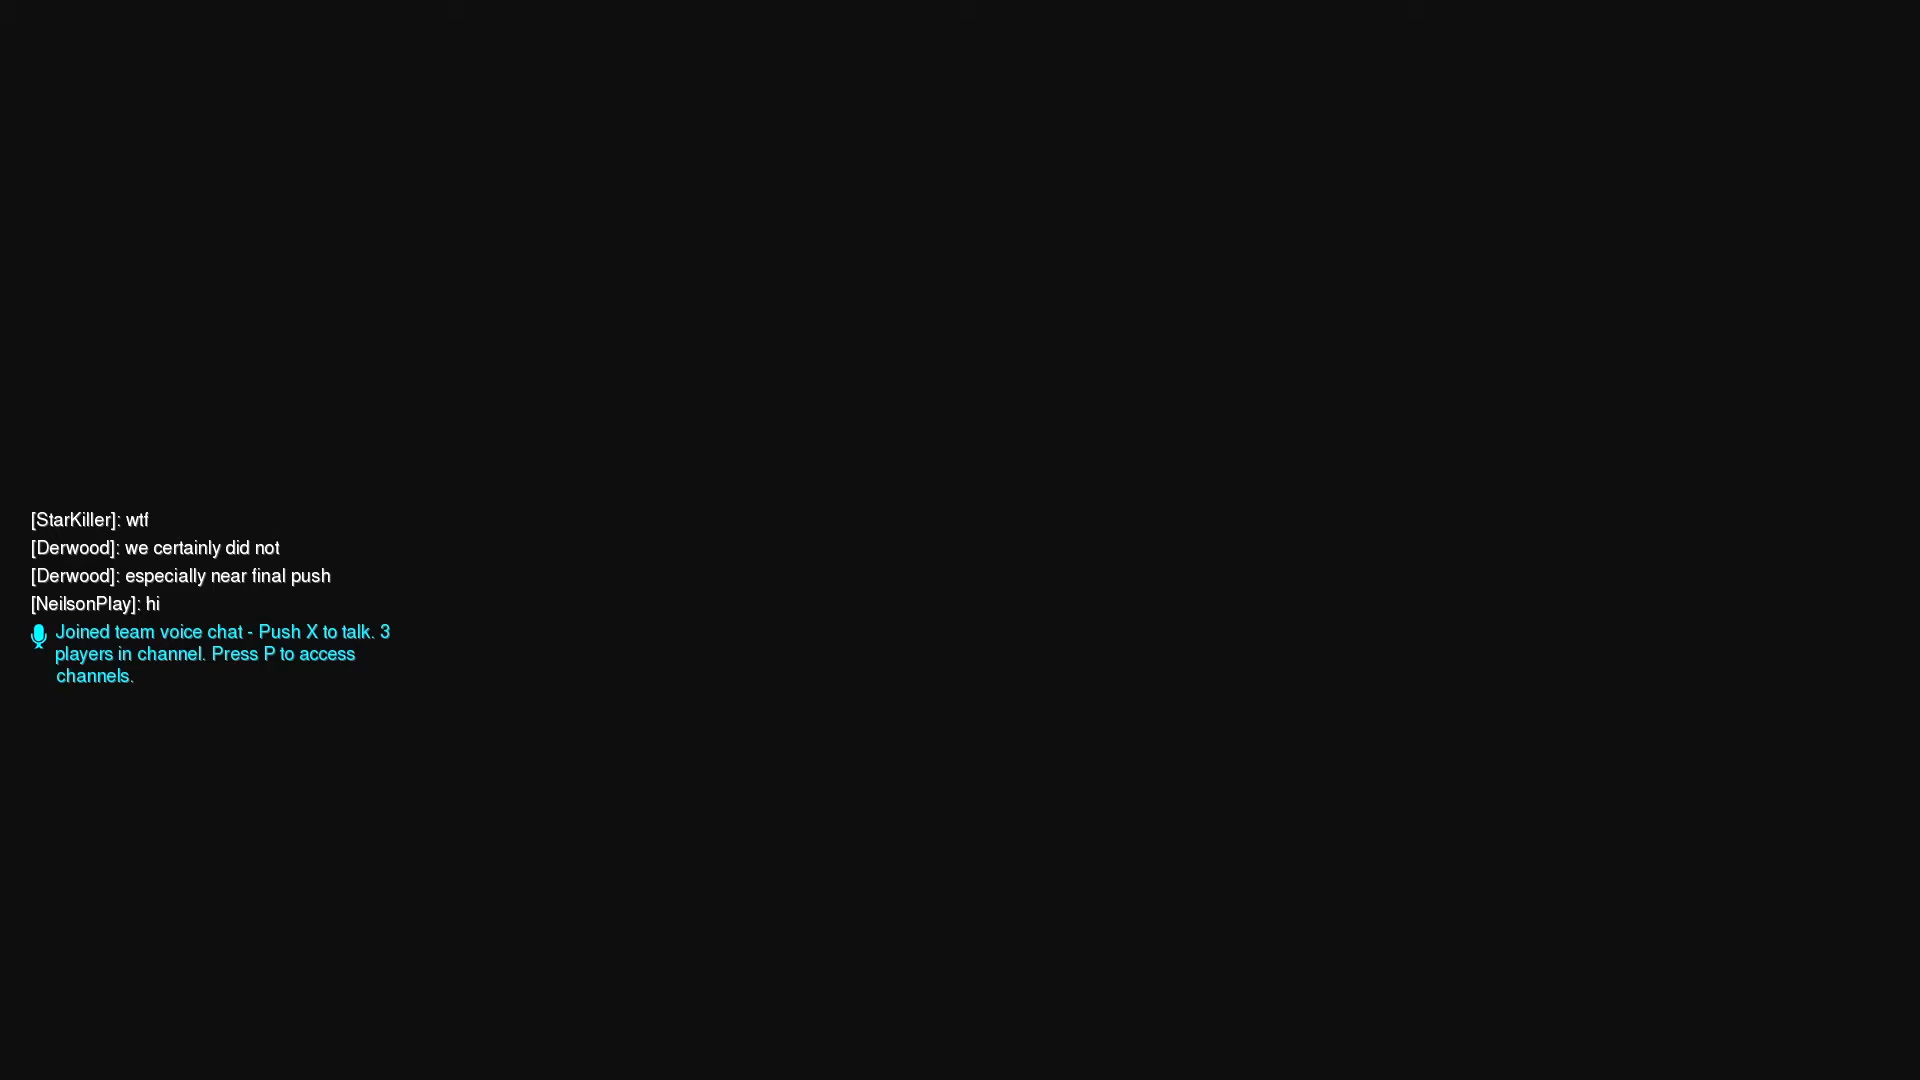 [StarKiller]: wtf
[Derwood]: we certainly did not
[Derwood]: especially near final push
[NeilsonPlay]: hi
Joined team voice chat - Push X to talk. 3
players in channel. Press P to access
channels.